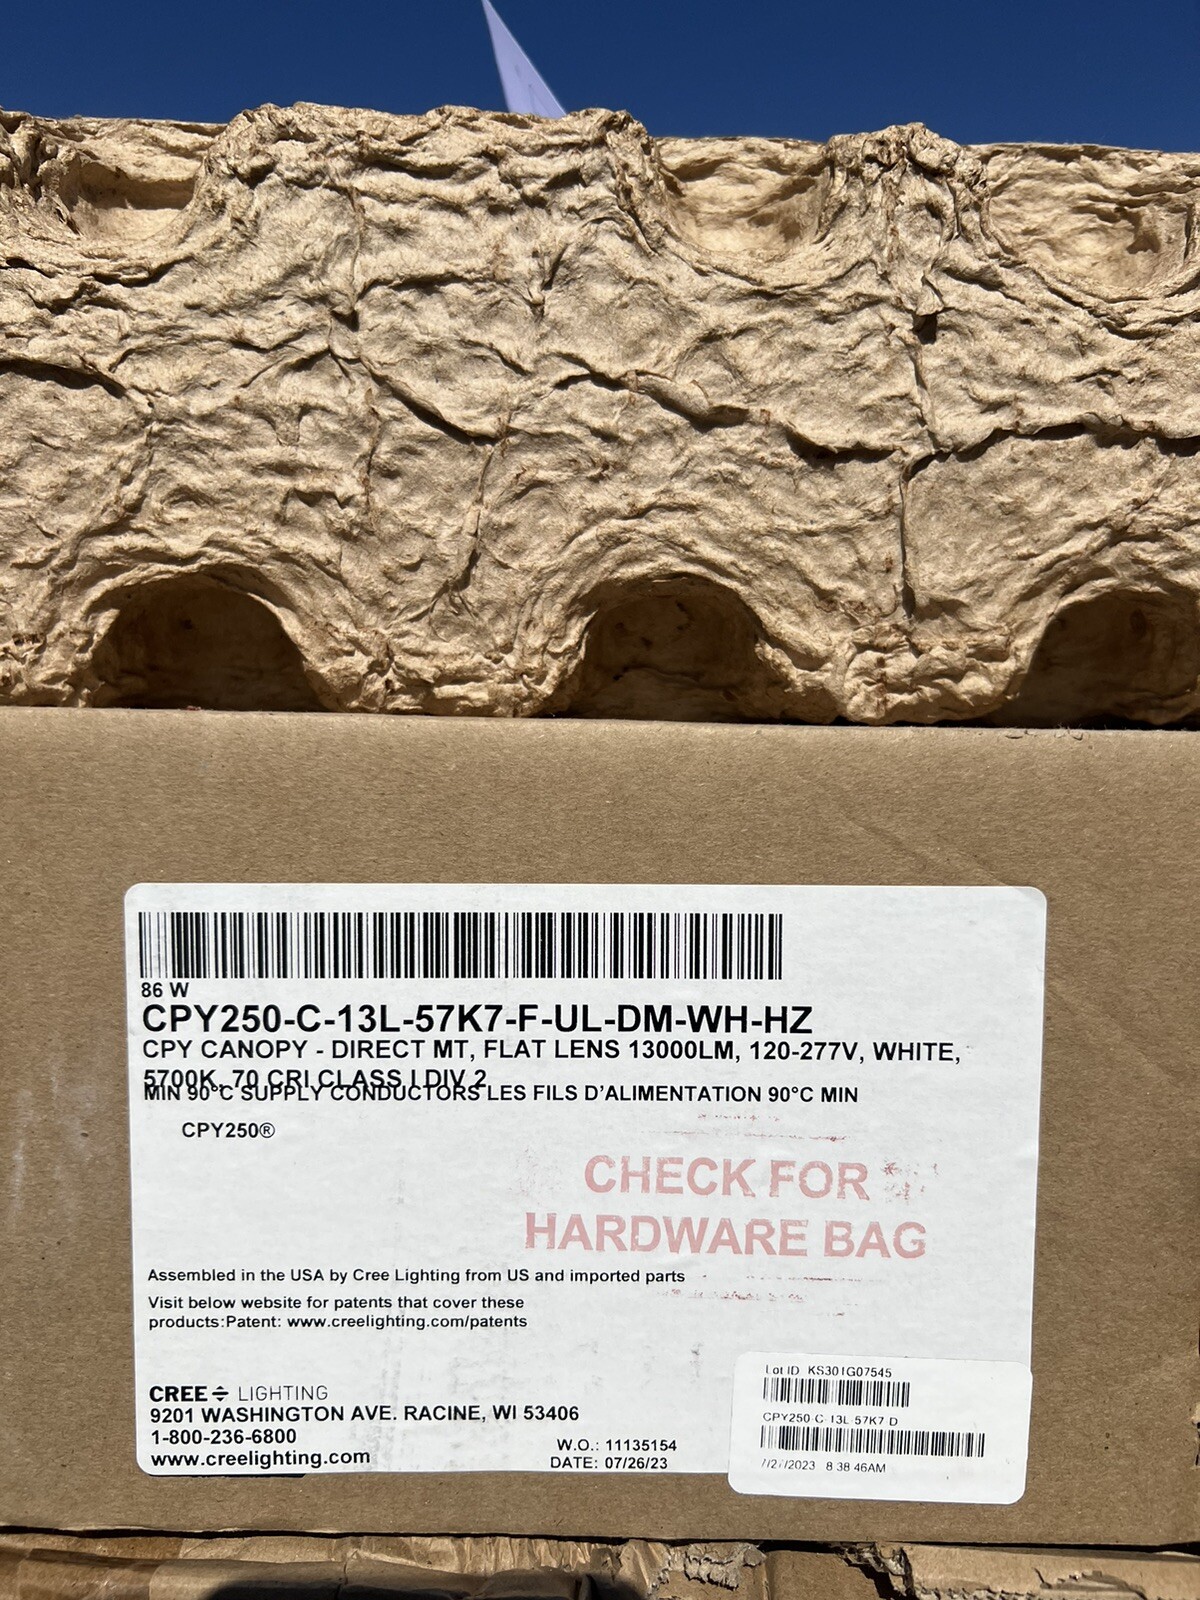 86 W
CPY250-C-13L-57K7-F-UL-DM-WH-HZ
CPY CANOPY - DIRECT MT, FLAT LENS 13000LM, 120-277V, WHITE,
5700K, 70 CRI CLASS I DIV 2
MIN 90°C SUPPLY CONDUCTORS LES FILS D'ALIMENTATION 90°C MIN
CPY250®
CHECK FOR
HARDWARE BAG
Assembled in the USA by Cree Lighting from US and imported parts
Visit below website for patents that cover these
products:Patent: www.creelighting.com/patents
CREE LIGHTING
9201 WASHINGTON AVE. RACINE, WI 53406
1-800-236-6800
www.creelighting.com
W.O.: 11135154
DATE: 07/26/23
Lot ID KS301G07545
CPY250-C-13L-57K7 D
8 38 46AM